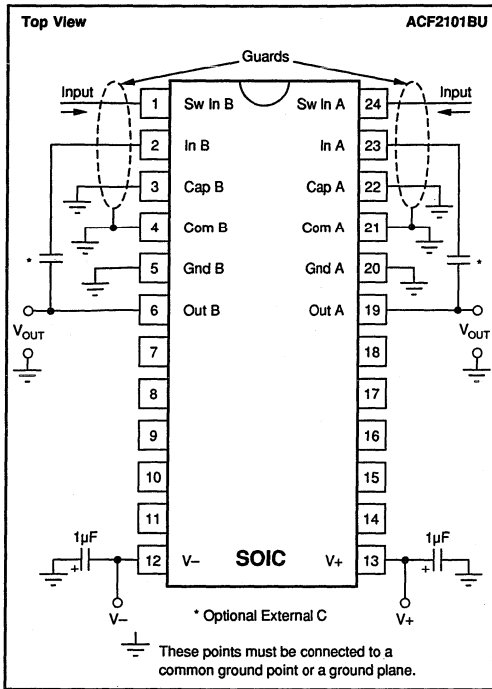 Top View ACF2101BU
Guards
Input Input
1 Sw In B Sw In A 24
2 In B In A 23
3 Cap B Cap A 22
4 Com B Com A 21
* *
5 Gnd B Gnd A 20
6 Out B Out A 19
VOUT VOUT
7 18
8 17
9 16
10 15
11 14
1µF 1µF
+ 12 V– SOIC V+ 13 +
V– V+
* Optional External C
These points must be connected to a
common ground point or a ground plane.